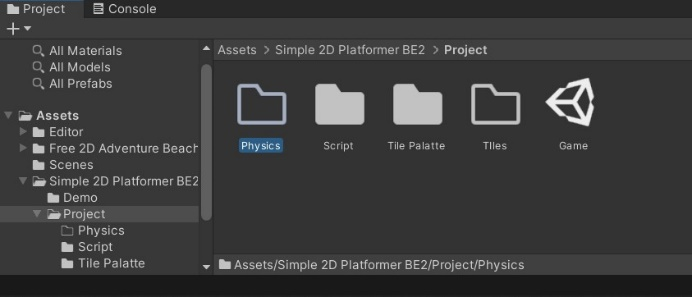 Project
Console
All Materials
All Models
All Prefabs
Assets
Editor
Free 2D Adventure Beach
Scenes
Simple 2D Platformer BE2
Demo
Project
Physics
Script
Tile Palatte
Assets > Simple 2D Platformer BE2 > Project
Physics
Script
Tile Palatte
TIles
Game
Assets/Simple 2D Platformer BE2/Project/Physics